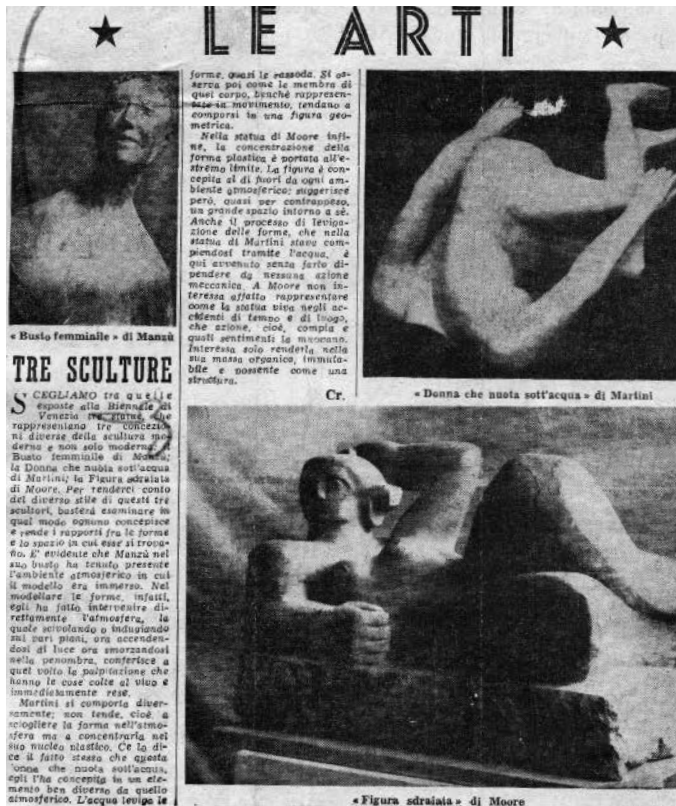 LE ARTI
« Busto femminile » di Manzù
TRE SCULTURE
SCEGLIAMO tra quelle
esposte alla Biennale di
Venezia tre statue, che
rappresentano tre concezio-
ni diverse della scultura mo-
derna e non solo moderna: il
Busto femminile di Manzù;
la Donna che nuota sott'acqua
di Martini; la Figura sdraiata
di Moore. Per renderci conto
del diverso stile di questi tre
scultori, basterà esaminare in
qual modo ognuno concepisce
e rende i rapporti fra le forme
e lo spazio in cui esse si trova-
no. E' evidente che Manzù nel
suo busto ha tenuto presente
l'ambiente atmosferico in cui
il modello era immerso. Nel
modellare le forme, infatti,
egli ha fatto intervenire di-
rettamente l'atmosfera, la
quale scivolando o indugiando
sui vari piani, ora accenden-
dosi di luce ora smorzandosi
nella penombra, conferisce a
quel volto la palpitazione che
hanno le cose colte al vivo e
immediatamente rese.
Martini si comporta diver-
samente; non tende, cioè, a
sciogliere la forma nell'atmo-
sfera ma a concentrarla nel
suo nucleo plastico. Ce lo di-
ce il fatto stesso che questa
donna che nuota sott'acqua,
egli l'ha concepita in un ele-
mento ben diverso da quello
atmosferico. L'acqua leviga le
forme, quasi le rassoda. Si os-
serva poi come le membra di
quel corpo, benchè rappresen-
tate in movimento, tendano a
comporsi in una figura geo-
metrica.
Nella statua di Moore infi-
ne, la concentrazione della
forma plastica è portata all'e-
stremo limite. La figura è con-
cepita al di fuori da ogni am-
biente atmosferico; suggerisce
però, quasi per contrappeso,
un grande spazio intorno a sè.
Anche il processo di leviga-
zione delle forme, che nella
statua di Martini stava com-
piendosi tramite l'acqua, è
qui avvenuto senza farlo di-
pendere da nessuna azione
meccanica. A Moore non in-
teressa affatto rappresentare
come la statua viva negli ac-
cidenti di tempo e di luogo,
che azione, cioè, compia e
quali sentimenti la muovano.
Interessa solo renderla nella
sua massa organica, immuta-
bile e possente come una
struttura.
Cr.
« Donna che nuota sott'acqua » di Martini
« Figura sdraiata » di Moore